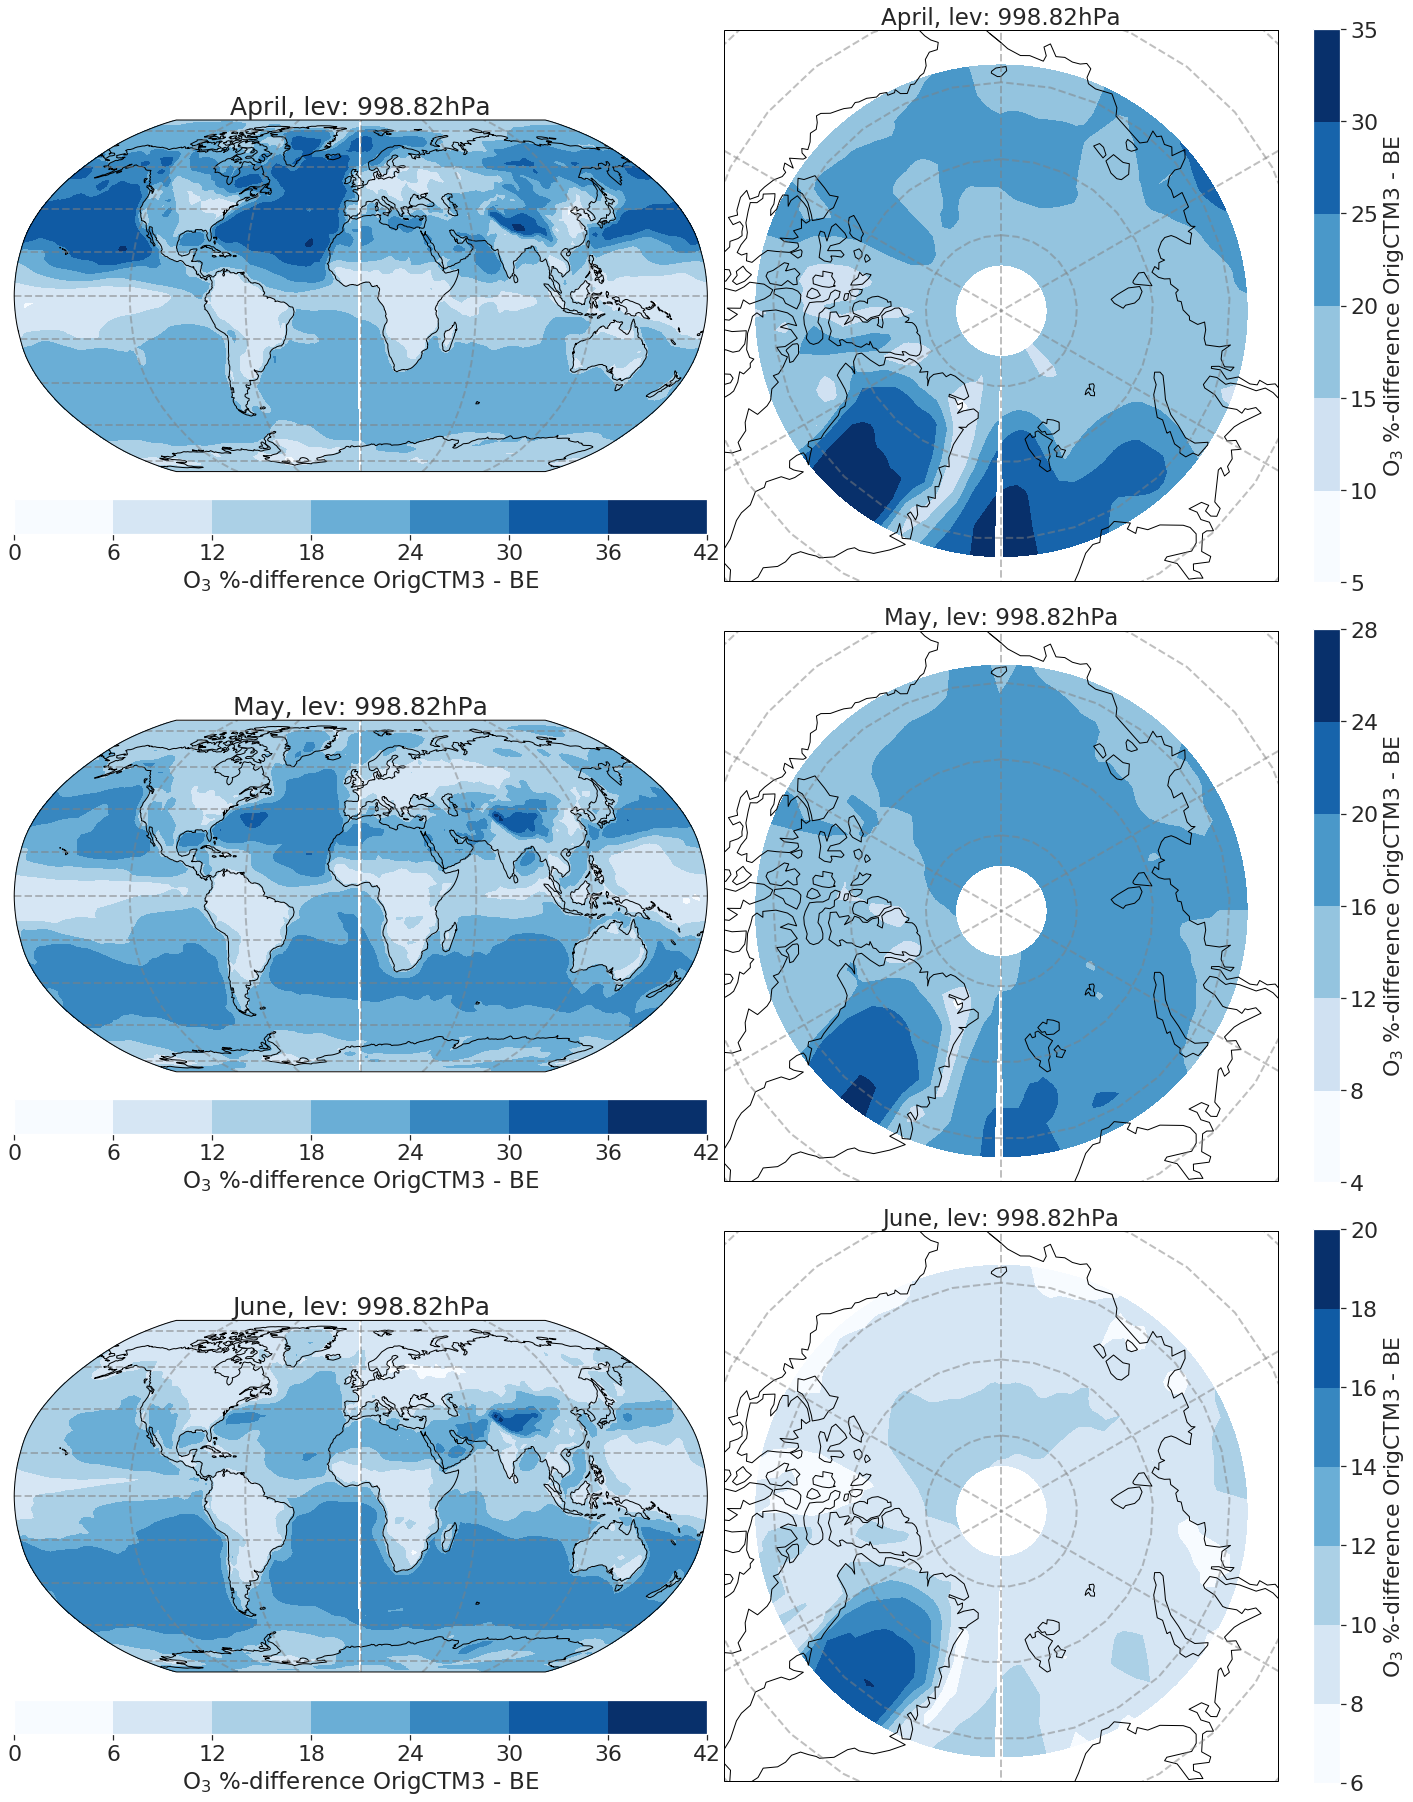 April, lev: 998.82hPa
0 6 12 18 24 30 36 42
O₃ %-difference OrigCTM3 - BE
April, lev: 998.82hPa
35
30
25
20
15
10
5
O₃ %-difference OrigCTM3 - BE
May, lev: 998.82hPa
0 6 12 18 24 30 36 42
O₃ %-difference OrigCTM3 - BE
May, lev: 998.82hPa
28
24
20
16
12
8
4
O₃ %-difference OrigCTM3 - BE
June, lev: 998.82hPa
0 6 12 18 24 30 36 42
O₃ %-difference OrigCTM3 - BE
June, lev: 998.82hPa
20
18
16
14
12
10
8
6
O₃ %-difference OrigCTM3 - BE